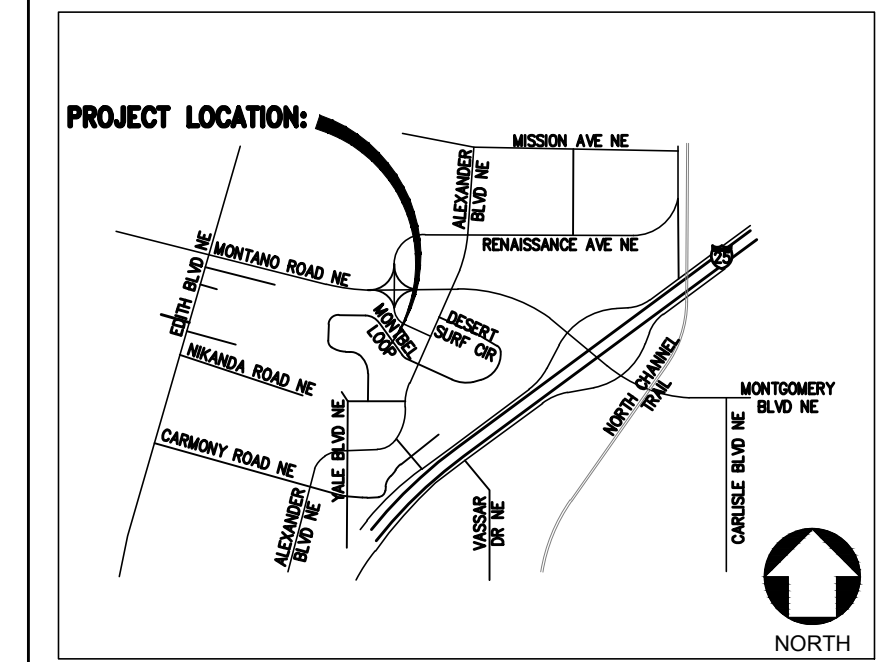 PROJECT LOCATION:
MISSION AVE NE
ALEXANDER
BLVD NE
RENAISSANCE AVE NE
25
EDITH BLVD NE
MONTANO ROAD NE
MONTBEL
LOOP
DESERT
SURF CIR
NIKANDA ROAD NE
NORTH CHANNEL
TRAIL
MONTGOMERY
BLVD NE
CARMONY ROAD NE
YALE BLVD NE
ALEXANDER
BLVD NE
VASSAR
DR NE
CARLISLE BLVD NE
NORTH